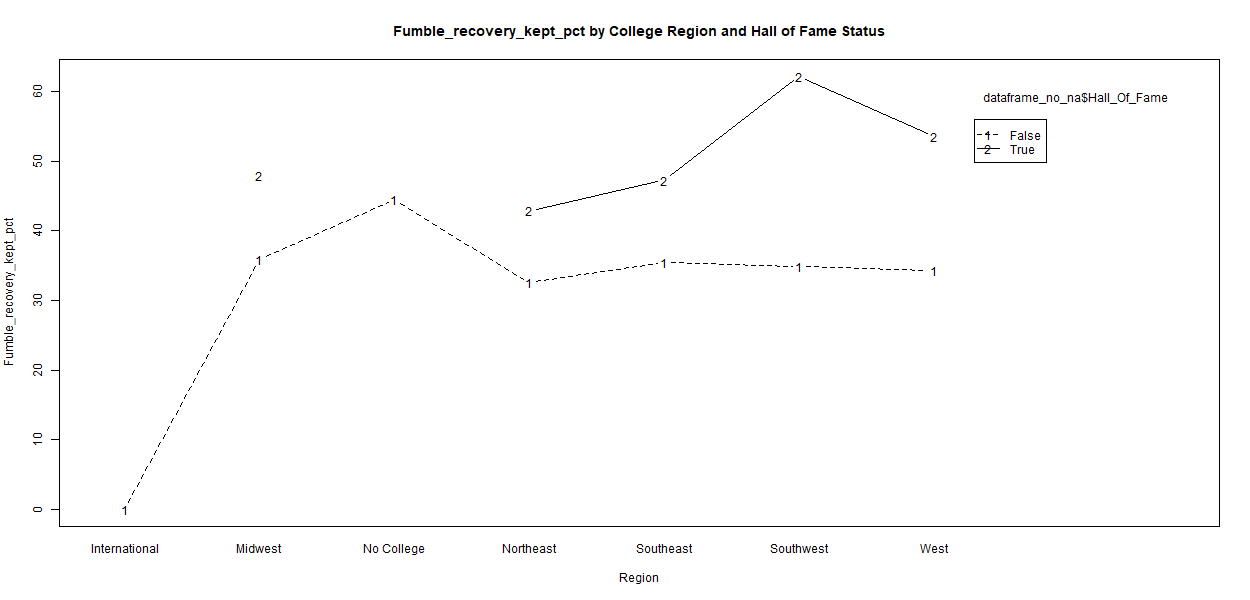 Fumble_recovery_kept_pct by College Region and Hall of Fame Status
60
50
40
30
20
10
0
Fumble_recovery_kept_pct
dataframe_no_na$Hall_Of_Fame
1 False
2 True
2
2
2
2
2
1
1
1
1
1
1
1
International Midwest No College Northeast Southeast Southwest West
Region